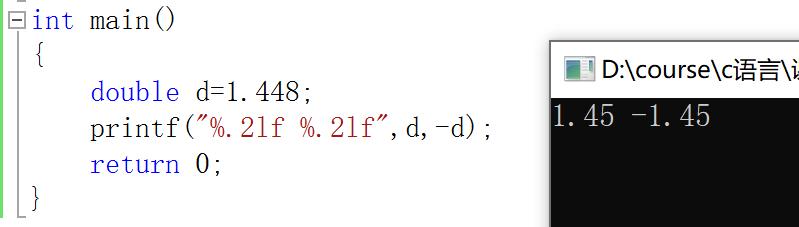 int main()
{
double d=1.448;
printf("%.2lf %.2lf",d,-d);
return 0;
}
D:\course\c语言\
1.45 -1.45